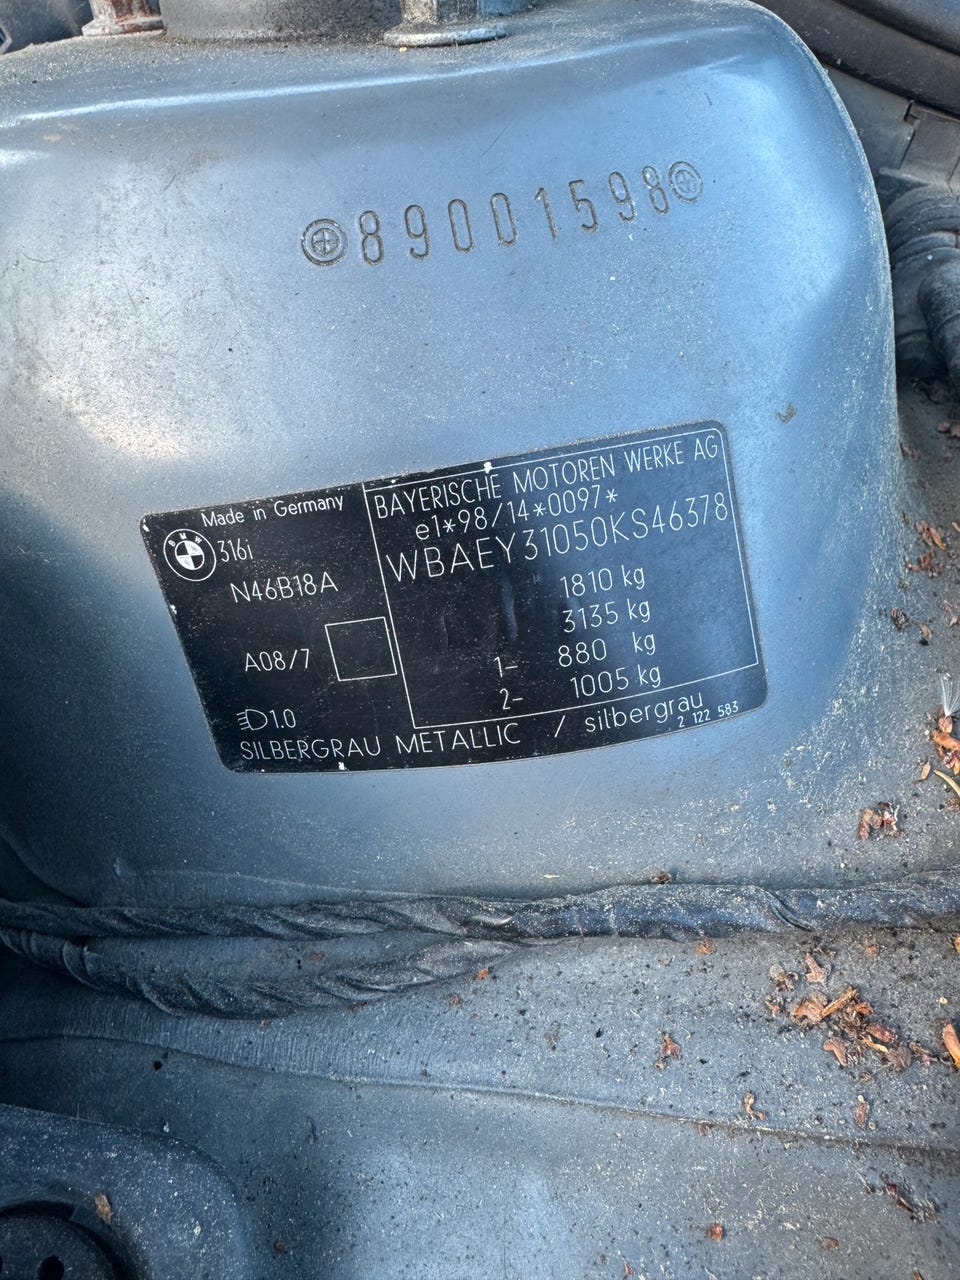 89001598
Made in Germany
BMW
316i
N46B18A
A08/7
1.0
BAYERISCHE MOTOREN WERKE AG
e1*98/14*0097*
WBAEY31050KS46378
1810 kg
3135 kg
1- 880 kg
2- 1005 kg
SILBERGRAU METALLIC / silbergrau
2 122 583